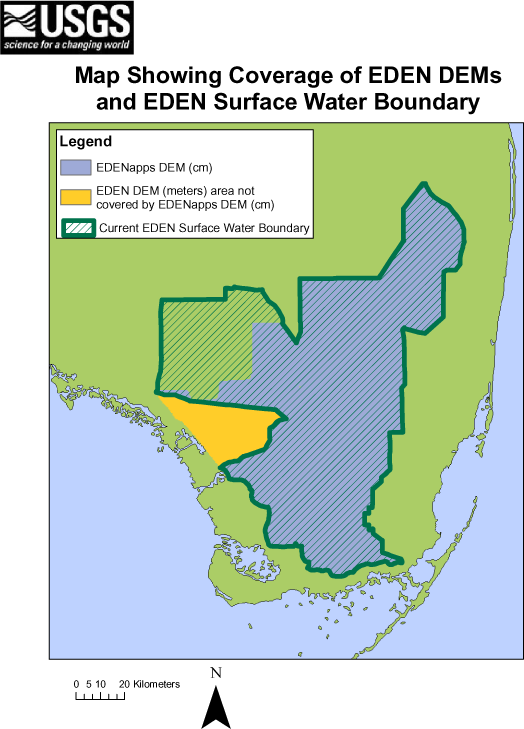 USGS
science for a changing world
Map Showing Coverage of EDEN DEMs
and EDEN Surface Water Boundary
Legend
EDENapps DEM (cm)
EDEN DEM (meters) area not
covered by EDENapps DEM (cm)
Current EDEN Surface Water Boundary
N
0 5 10 20 Kilometers